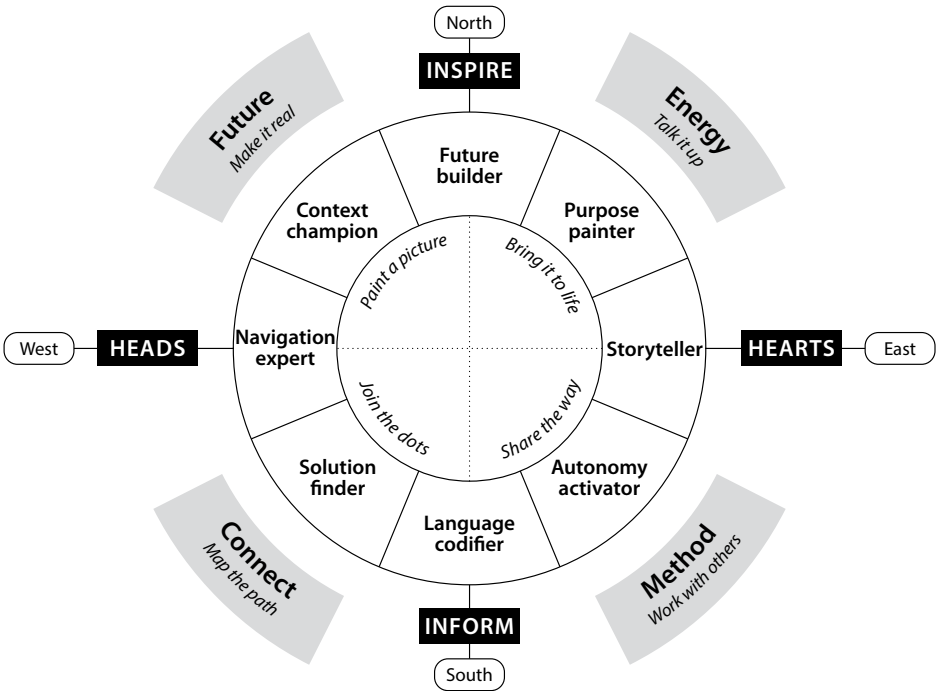 North
INSPIRE
Future
Make it real
Energy
Talk it up
Future
builder
Context
champion
Purpose
painter
Paint a picture
Bring it to life
West
HEADS
Navigation
expert
Storyteller
HEARTS
East
Join the dots
Share the way
Solution
finder
Autonomy
activator
Language
codifier
Connect
Map the path
Method
Work with others
INFORM
South